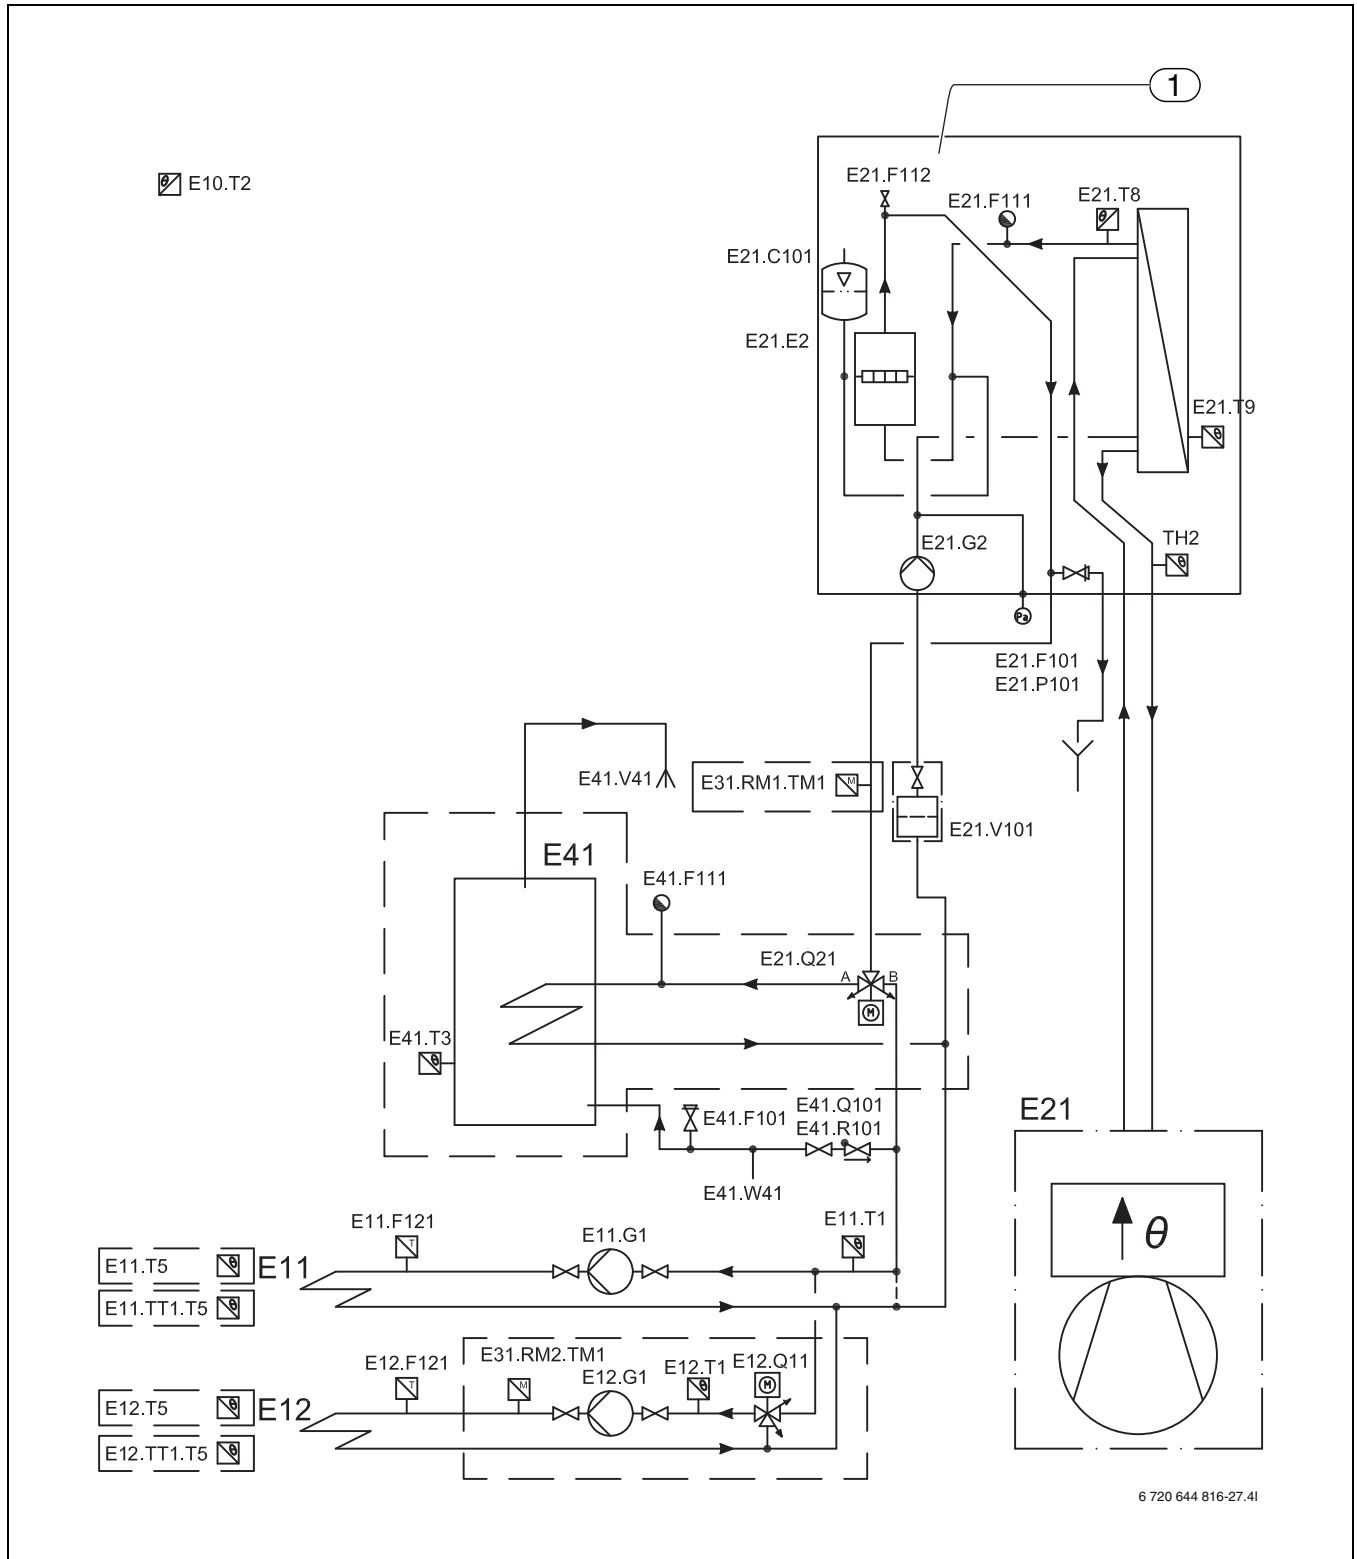 1
E10.T2
E21.F112
E21.F111
E21.T8
E21.C101
E21.E2
E21.T9
E21.G2
TH2
Pa
E21.F101
E21.P101
E41.V41
E31.RM1.TM1
M
E21.V101
E41
E41.F111
E21.Q21
A
B
M
E41.T3
θ
E41.F101
E41.Q101
E41.R101
E41.W41
E21
θ
E11.F121
T
E11.G1
E11.T1
θ
E11.T5
θ
E11
E11.TT1.T5
θ
E12.F121
T
E31.RM2.TM1
M
E12.G1
E12.T1
θ
E12.Q11
M
E12.T5
θ
E12
E12.TT1.T5
θ
6 720 644 816-27.4I